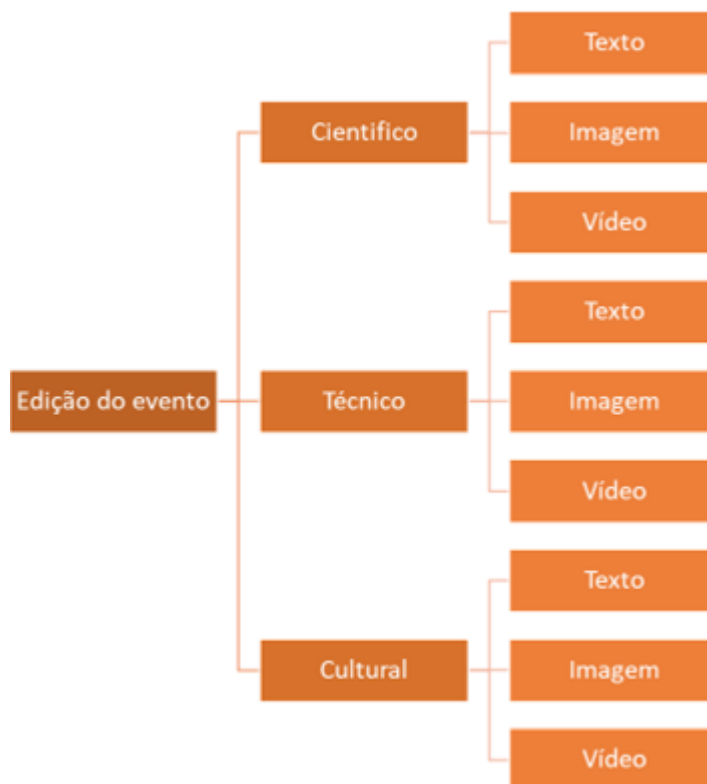 Edição do evento
Cientifico
Texto
Imagem
Vídeo
Técnico
Texto
Imagem
Vídeo
Cultural
Texto
Imagem
Vídeo